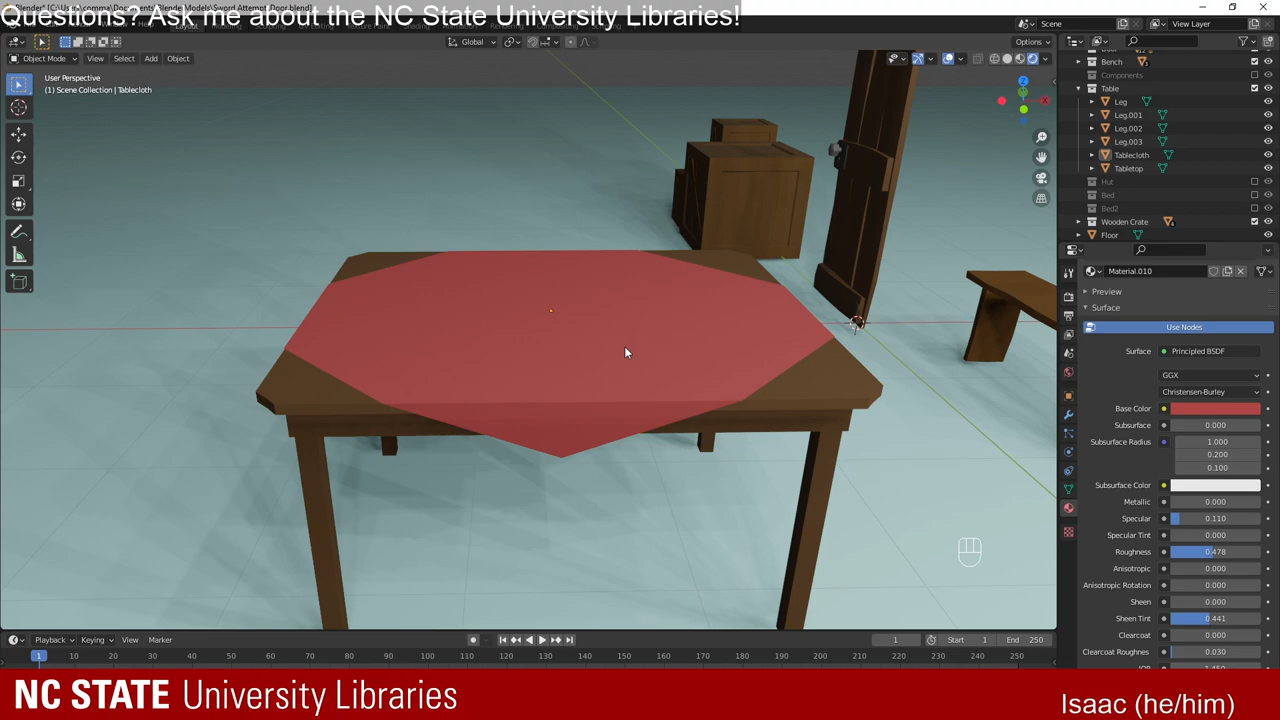 Questions? Ask me about the NC State University Libraries!
Scene
View Layer
Global
Options
Object Mode
View
Select
Add
Object
User Perspective
(1) Scene Collection | Tablecloth
Z
X
Bench
Components
Table
Leg
Leg.001
Leg.002
Leg.003
Tablecloth
Tabletop
Hut
Bed
Bed2
Wooden Crate
Floor
Material.010
Preview
Surface
Use Nodes
Surface
Principled BSDF
GGX
Christensen-Burley
Base Color
Subsurface
0.000
Subsurface Radius
1.000
0.200
0.100
Subsurface Color
Metallic
0.000
Specular
0.110
Specular Tint
0.000
Roughness
0.478
Anisotropic
0.000
Anisotropic Rotation
0.000
Sheen
0.000
Sheen Tint
0.441
Clearcoat
0.000
Clearcoat Roughnes
0.030
Playback
Keying
View
Marker
1
Start
1
End
250
1
10
20
30
40
50
60
70
80
90
100
110
120
130
140
150
160
170
180
190
200
210
220
230
240
250
NC STATE University Libraries
Isaac (he/him)